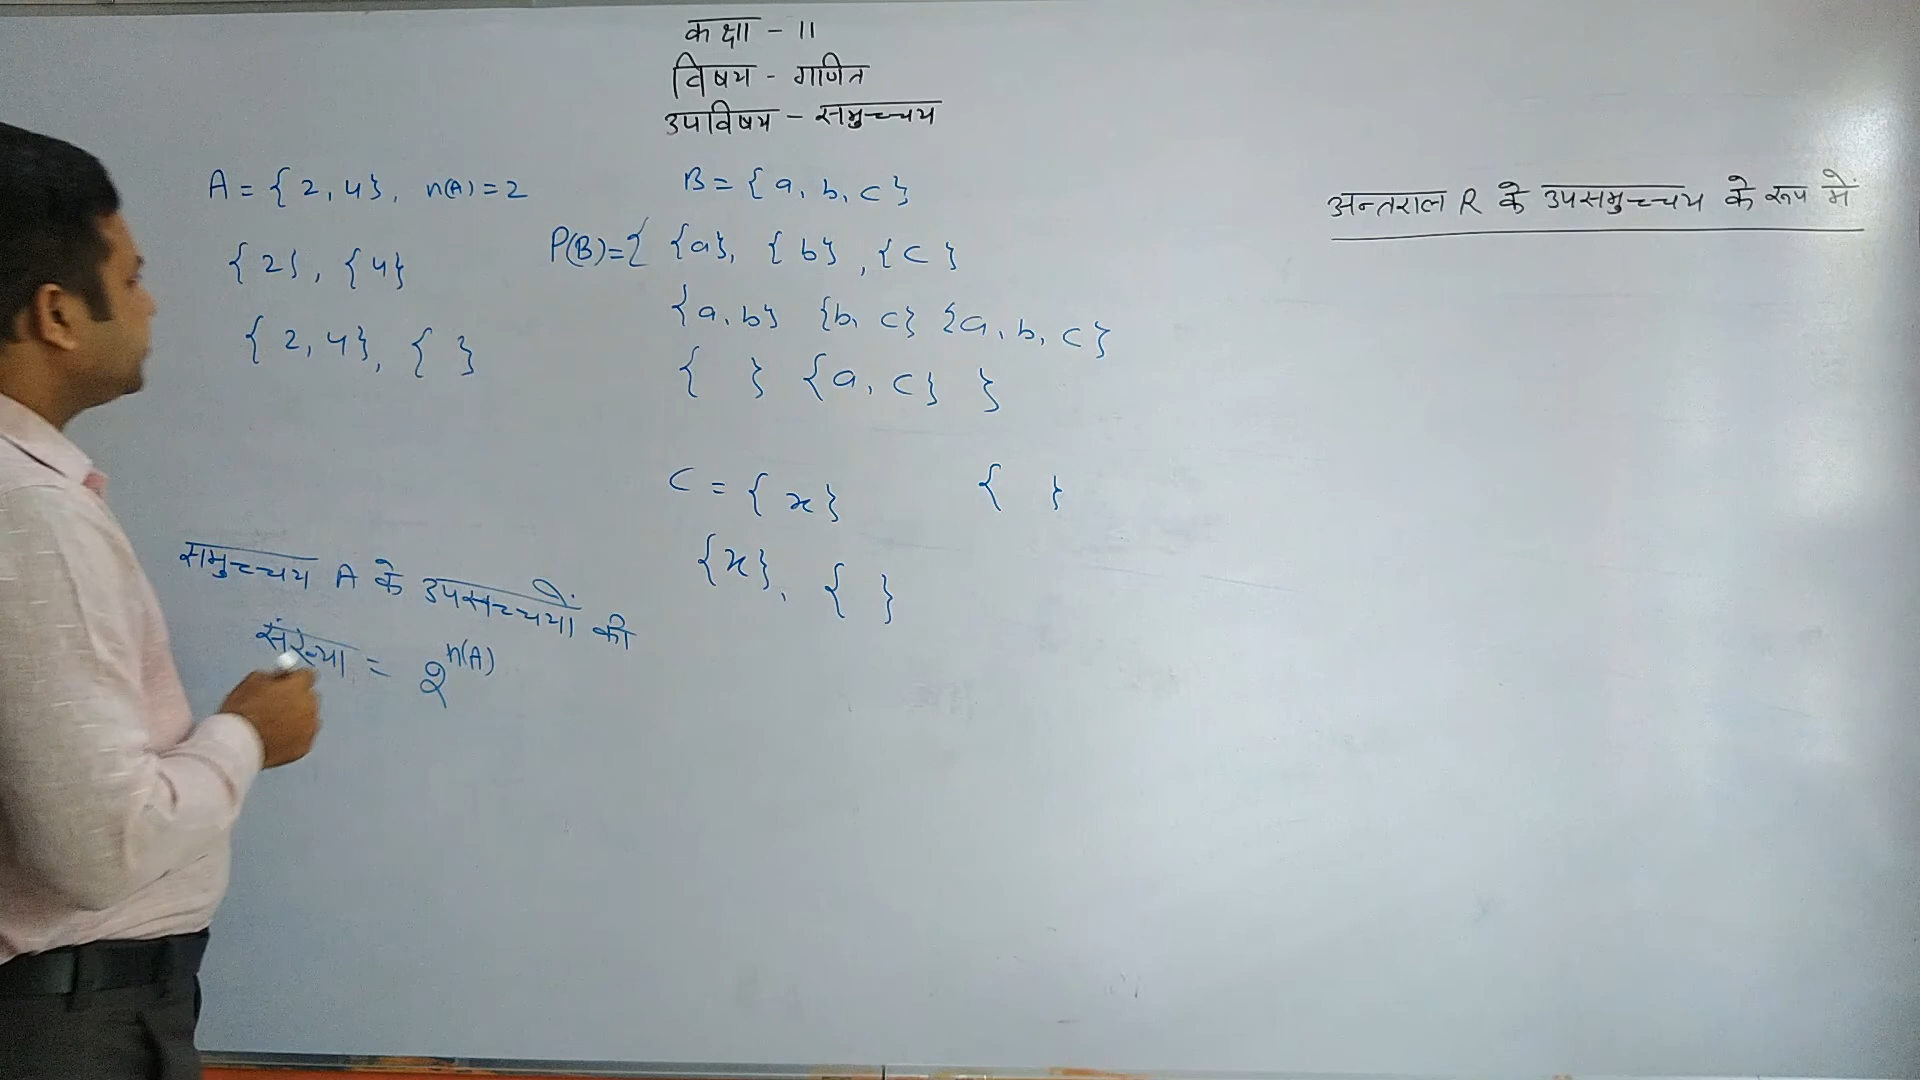 कक्षा - 11
विषय - गणित
उपविषय - समुच्चय
A = { 2, 4}, n(A) = 2
{ 2}, { 4}
{ 2, 4}, { }
समुच्चय A के उपसच्चयों की
संख्या = 2^n(A)
B = { a, b, c }
P(B)={ {a}, { b} , { c }
{a, b} {b, c} {a, b, c}
{ } {a, c} }
C = { x} { }
{x}, { }
अन्तराल R के उपसमुच्चय के रूप में